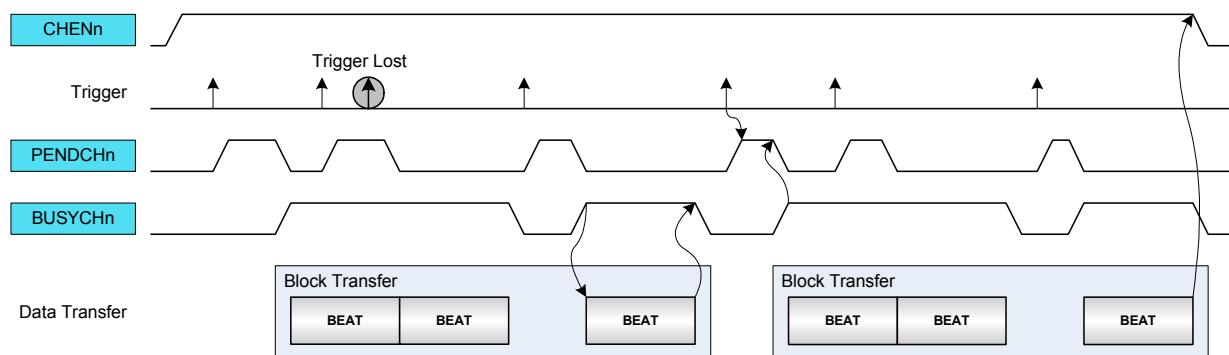 CHENn
Trigger Lost
Trigger
PENDCHn
BUSYCHn
Block Transfer
Block Transfer
Data Transfer
BEAT
BEAT
BEAT
BEAT
BEAT
BEAT